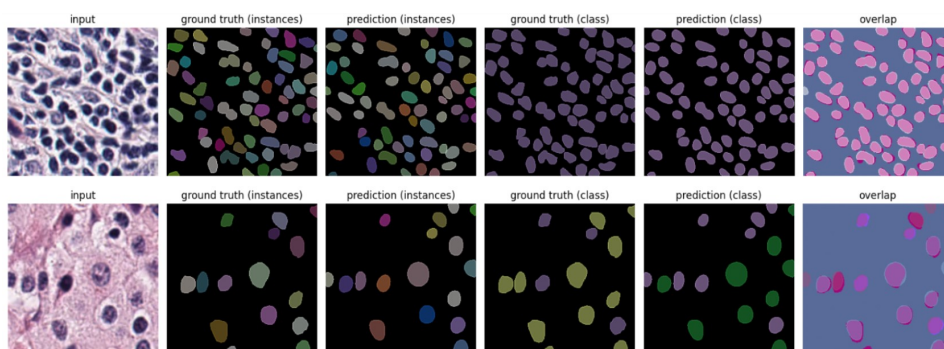 input ground truth (instances) prediction (instances) ground truth (class) prediction (class) overlap
input ground truth (instances) prediction (instances) ground truth (class) prediction (class) overlap